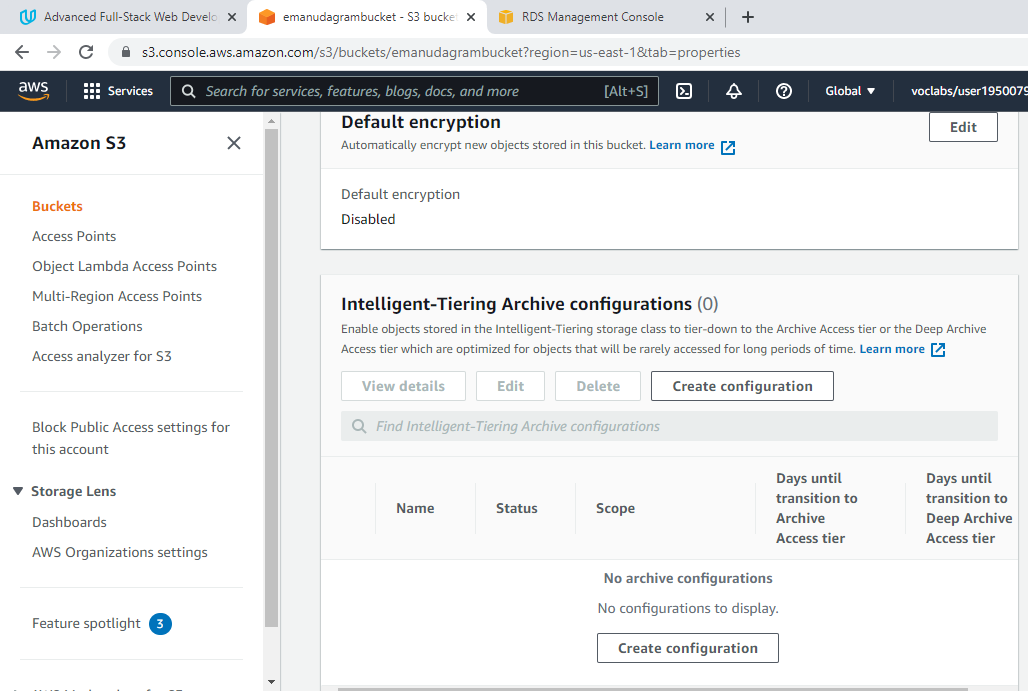 Advanced Full-Stack Web Develo
emanudagrambucket - S3 bucket
RDS Management Console
s3.console.aws.amazon.com/s3/buckets/emanudagrambucket?region=us-east-1&tab=properties
aws
Services
Search for services, features, blogs, docs, and more
[Alt+S]
Global
voclabs/user1950079
Amazon S3
Buckets
Access Points
Object Lambda Access Points
Multi-Region Access Points
Batch Operations
Access analyzer for S3
Block Public Access settings for
this account
Storage Lens
Dashboards
AWS Organizations settings
Feature spotlight 3
Default encryption
Edit
Automatically encrypt new objects stored in this bucket. Learn more
Default encryption
Disabled
Intelligent-Tiering Archive configurations (0)
Enable objects stored in the Intelligent-Tiering storage class to tier-down to the Archive Access tier or the Deep Archive
Access tier which are optimized for objects that will be rarely accessed for long periods of time. Learn more
View details
Edit
Delete
Create configuration
Find Intelligent-Tiering Archive configurations
Name
Status
Scope
Days until
transition to
Archive
Access tier
Days until
transition to
Deep Archive
Access tier
No archive configurations
No configurations to display.
Create configuration